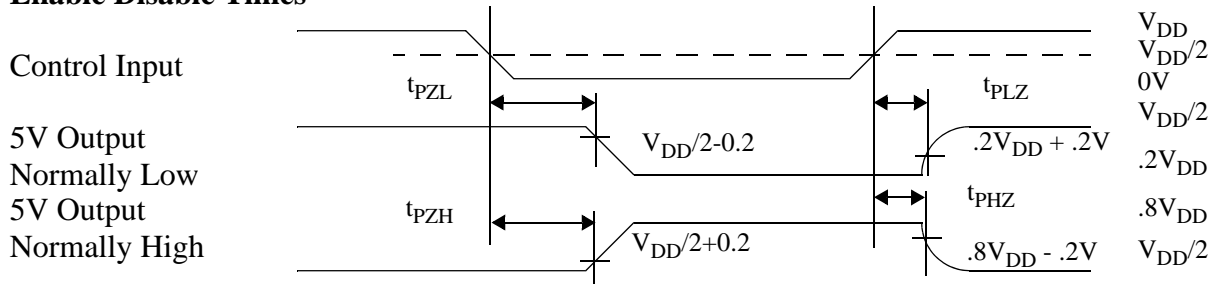 Enable Disable Times
V_DD
Control Input
V_DD/2
0V
t_PZL
t_PLZ
V_DD/2
5V Output
Normally Low
V_DD/2-0.2
.2V_DD + .2V
.2V_DD
5V Output
Normally High
t_PZH
t_PHZ
.8V_DD
V_DD/2+0.2
.8V_DD - .2V
V_DD/2